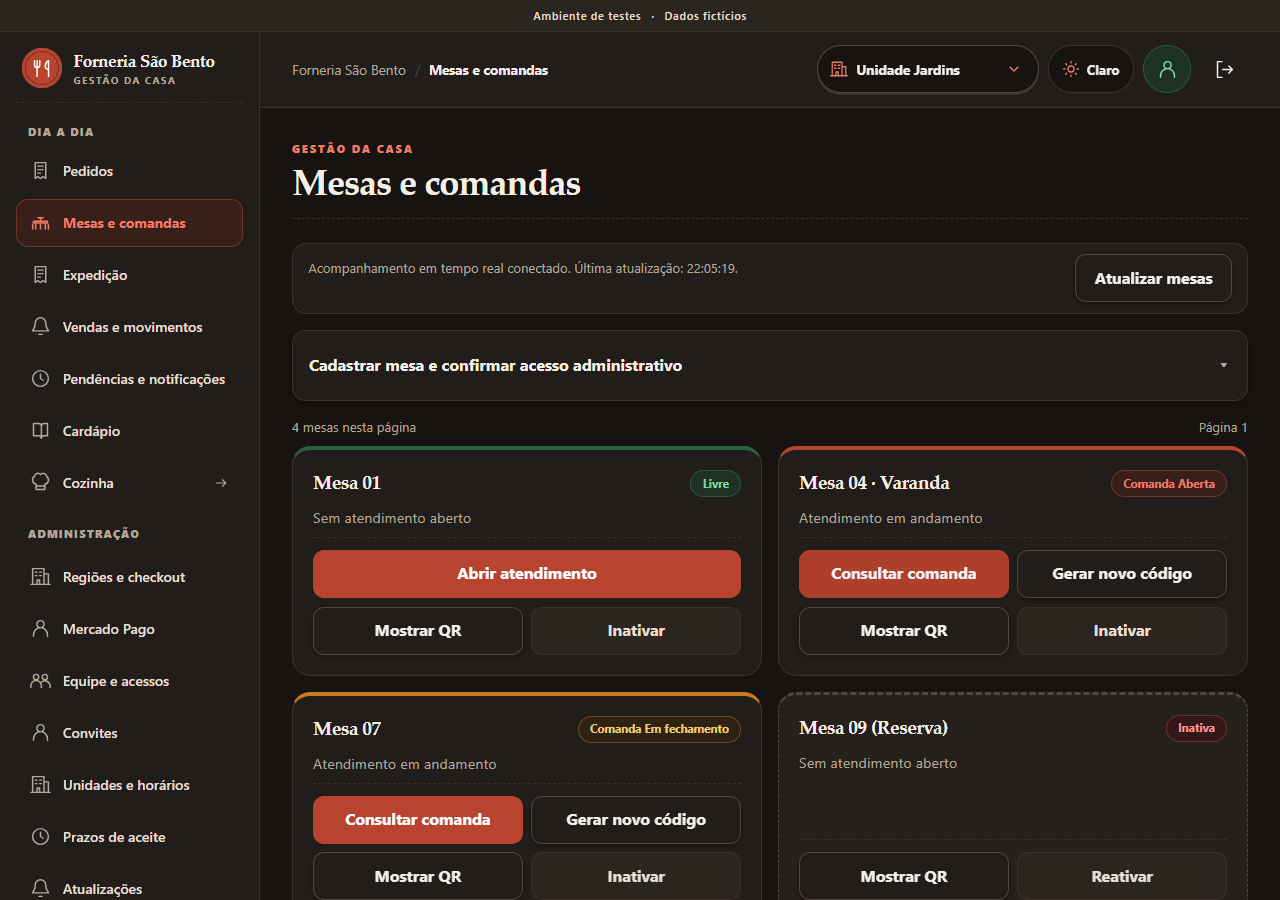 Ambiente de testes · Dados fictícios
Forneria São Bento
GESTÃO DA CASA
DIA A DIA
Pedidos
Mesas e comandas
Expedição
Vendas e movimentos
Pendências e notificações
Cardápio
Cozinha →
ADMINISTRAÇÃO
Regiões e checkout
Mercado Pago
Equipe e acessos
Convites
Unidades e horários
Prazos de aceite
Atualizações
Forneria São Bento / Mesas e comandas
Unidade Jardins
Claro
GESTÃO DA CASA
Mesas e comandas
Acompanhamento em tempo real conectado. Última atualização: 22:05:19.
Atualizar mesas
Cadastrar mesa e confirmar acesso administrativo
4 mesas nesta página
Página 1
Mesa 01
Livre
Sem atendimento aberto
Abrir atendimento
Mostrar QR
Inativar
Mesa 04 · Varanda
Comanda Aberta
Atendimento em andamento
Consultar comanda
Gerar novo código
Mostrar QR
Inativar
Mesa 07
Comanda Em fechamento
Atendimento em andamento
Consultar comanda
Gerar novo código
Mostrar QR
Inativar
Mesa 09 (Reserva)
Inativa
Sem atendimento aberto
Mostrar QR
Reativar